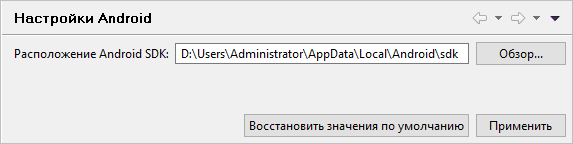 Настройки Android
Расположение Android SDK: D:\Users\Administrator\AppData\Local\Android\sdk Обзор...
Восстановить значения по умолчанию Применить